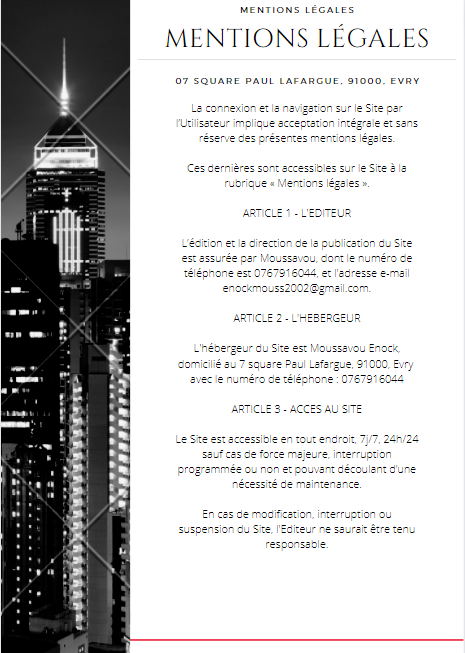 MENTIONS LÉGALES
MENTIONS LÉGALES
07 SQUARE PAUL LAFARGUE, 91000, EVRY
La connexion et la navigation sur le Site par
l'Utilisateur implique acceptation intégrale et sans
réserve des présentes mentions légales.
Ces dernières sont accessibles sur le Site à la
rubrique « Mentions légales ».
ARTICLE 1 - L'EDITEUR
L'édition et la direction de la publication du Site
est assurée par Moussavou, dont le numéro de
téléphone est 0767916044, et l'adresse e-mail
enockmouss2002@gmail.com.
ARTICLE 2 - L'HEBERGEUR
L'hébergeur du Site est Moussavou Enock,
domicilié au 7 square Paul Lafargue, 91000, Evry
avec le numéro de téléphone : 0767916044
ARTICLE 3 - ACCES AU SITE
Le Site est accessible en tout endroit, 7j/7, 24h/24
sauf cas de force majeure, interruption
programmée ou non et pouvant découlant d'une
nécessité de maintenance.
En cas de modification, interruption ou
suspension du Site, l'Editeur ne saurait être tenu
responsable.